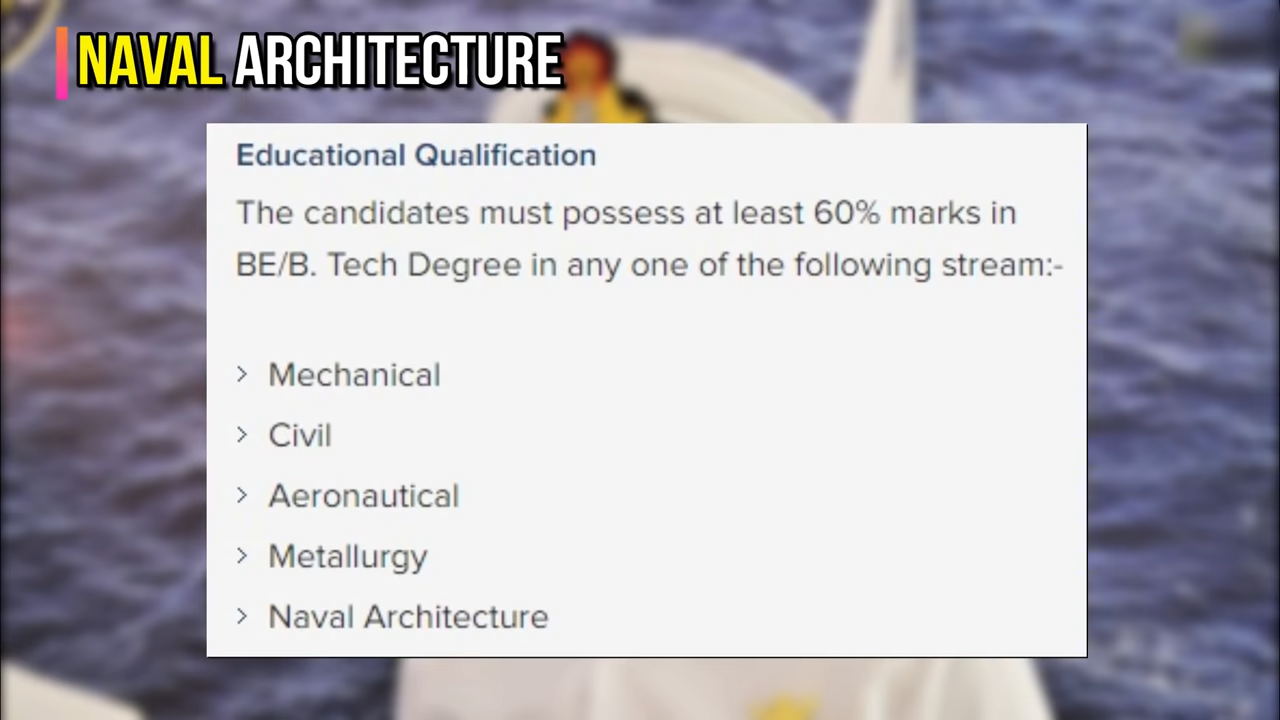 NAVAL ARCHITECTURE
Educational Qualification
The candidates must possess at least 60% marks in
BE/B. Tech Degree in any one of the following stream:-
> Mechanical
> Civil
> Aeronautical
> Metallurgy
> Naval Architecture